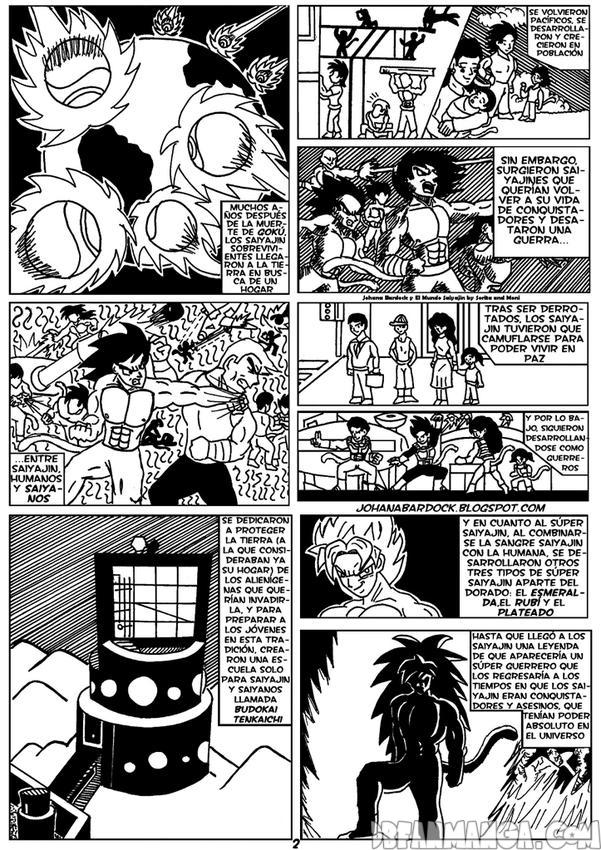 MUCHOS A-
ÑOS DESPUÉS
DE LA MUER-
TE DE GOKÚ,
LOS SAIYAJIN
SOBREVIVI-
ENTES LLEGA-
RON A LA TIE-
RRA EN BUS-
CA DE UN
HOGAR
SE VOLVIERON
PACÍFICOS, SE
DESARROLLA-
RON Y CRE-
CIERON EN
POBLACIÓN
SIN EMBARGO,
SURGIERON SAI-
YAJINES QUE
QUERÍAN VOL-
VER A SU VIDA
DE CONQUISTA-
DORES Y DESA-
TARON UNA
GUERRA...
Johana Bardock y El Mundo Saiyajin by Sorita and Moni
...ENTRE
SAIYAJIN,
HUMANOS
Y SAIYA-
NOS
TRAS SER DERRO-
TADOS, LOS SAIYA-
JIN TUVIERON QUE
CAMUFLARSE PARA
PODER VIVIR EN
PAZ
Y POR LO BA-
JO, SIGUIERON
DESARROLLAN-
DOSE COMO
GUERRE-
ROS
JOHANABARDOCK.BLOGSPOT.COM
SE DEDICARON
A PROTEGER
LA TIERRA (A
LA QUE CONSI-
DERABAN YA
SU HOGAR) DE
LOS ALIENÍGE-
NAS QUE QUE-
RÍAN INVADIR-
LA, Y PARA
PREPARAR A
LOS JÓVENES
EN ESTA TRA-
DICIÓN, CREA-
RON UNA ES-
CUELA SOLO
PARA SAIYAJIN
Y SAIYANOS
LLAMADA
BUDOKAI
TENKAICHI
Y EN CUANTO AL SÚPER
SAIYAJIN, AL COMBINAR-
SE LA SANGRE SAIYAJIN
CON LA HUMANA, SE DE-
SARROLLARON OTROS
TRES TIPOS DE SÚPER
SAIYAJIN APARTE DEL
DORADO: EL ESMERAL-
DA,EL RUBÍ Y EL
PLATEADO
HASTA QUE LLEGÓ A LOS
SAIYAJIN UNA LEYENDA
DE QUE APARECERÍA UN
SÚPER GUERRERO QUE
LOS REGRESARÍA A LOS
TIEMPOS EN QUE LOS SAI-
YAJIN ERAN CONQUISTA-
DORES Y ASESINOS, QUE
TENÍAN PODER
ABSOLUTO EN
EL UNIVERSO
2
DBFANMANGA.COM